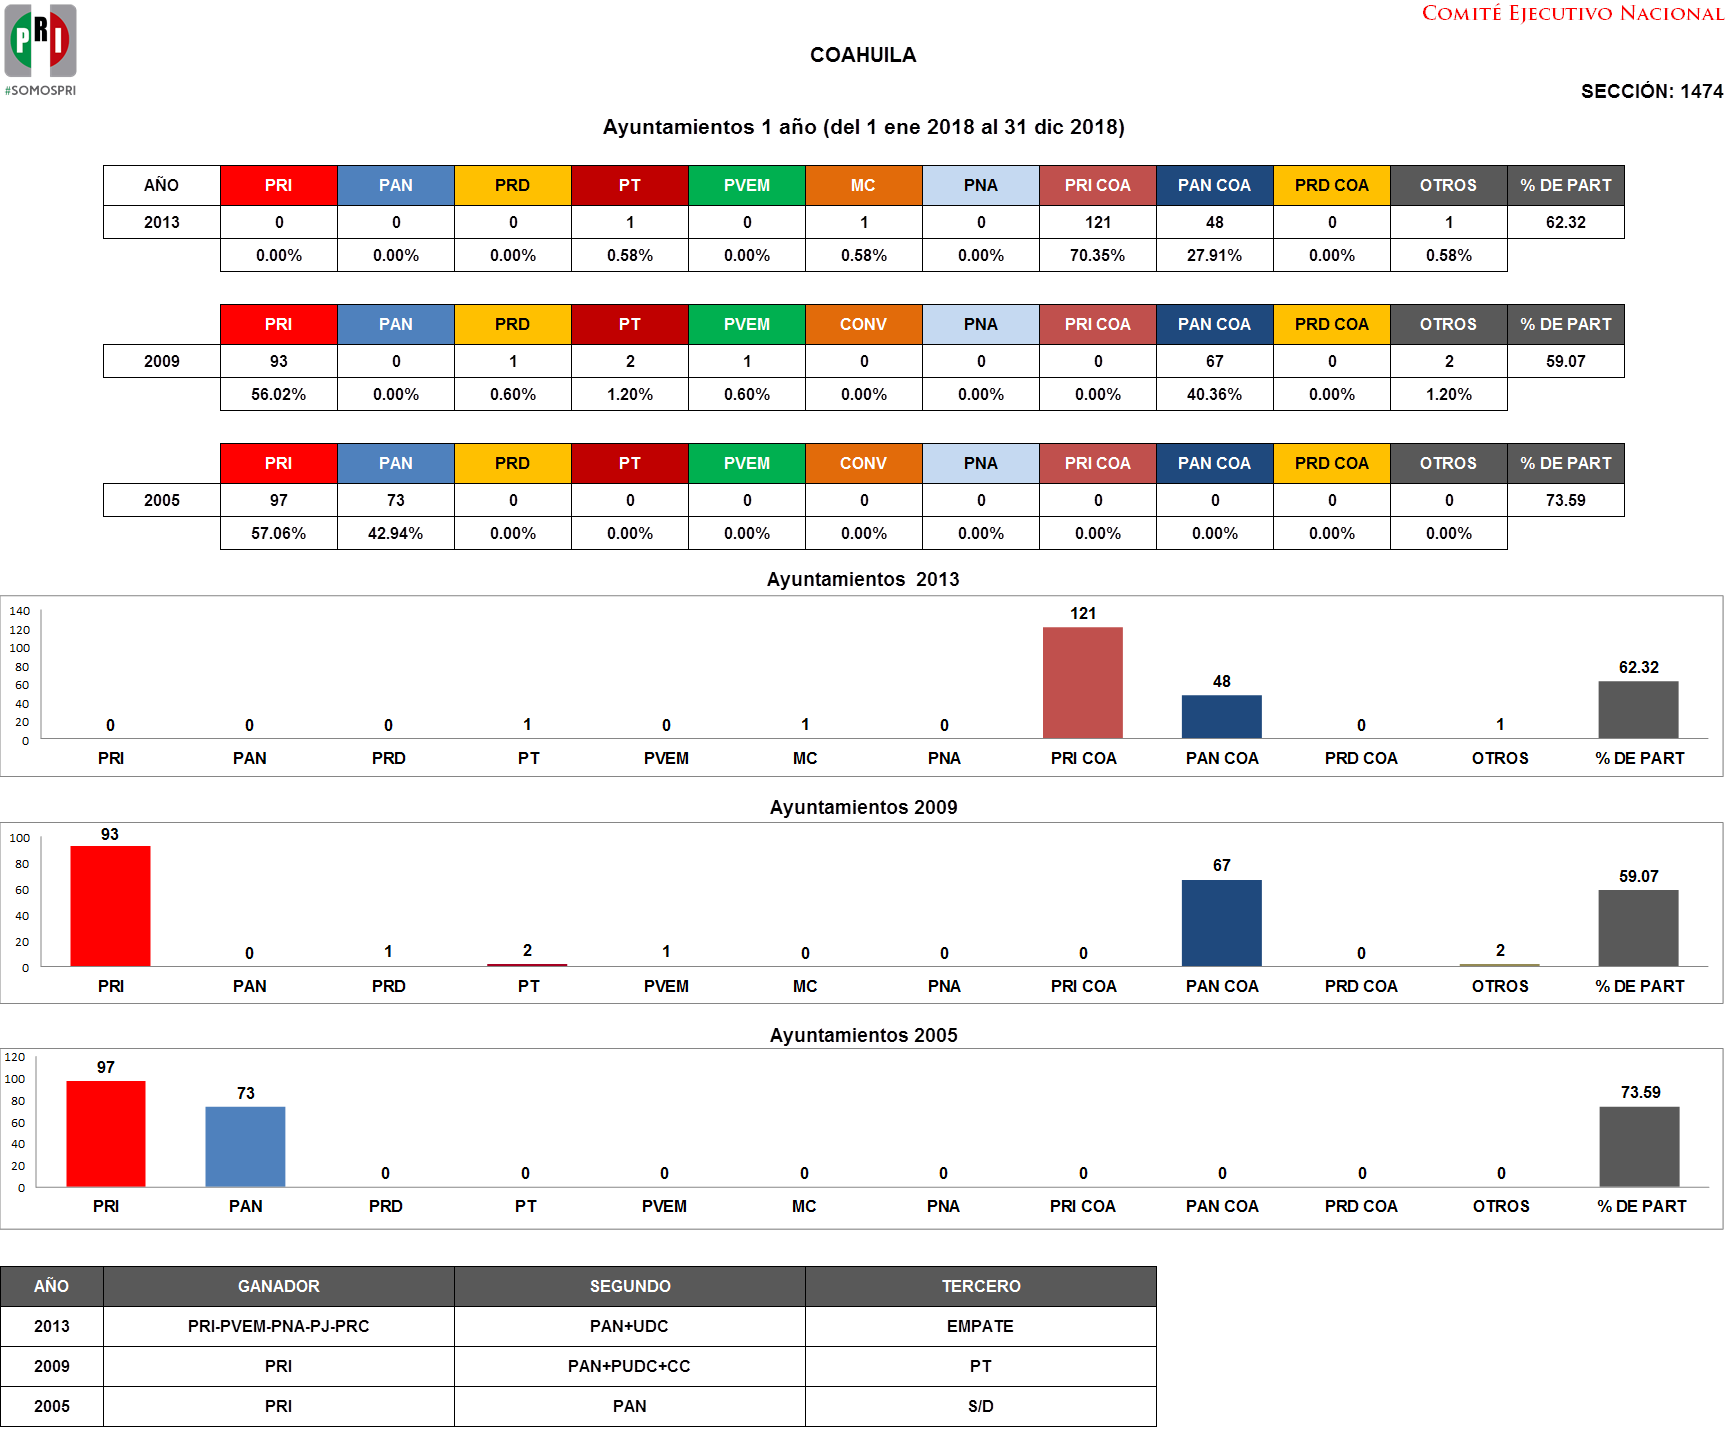 PRI
#SOMOSPRI
COMITÉ EJECUTIVO NACIONAL
COAHUILA
SECCIÓN: 1474
Ayuntamientos 1 año (del 1 ene 2018 al 31 dic 2018)
AÑO PRI PAN PRD PT PVEM MC PNA PRI COA PAN COA PRD COA OTROS % DE PART
2013 0 0 0 1 0 1 0 121 48 0 1 62.32
0.00% 0.00% 0.00% 0.58% 0.00% 0.58% 0.00% 70.35% 27.91% 0.00% 0.58%
PRI PAN PRD PT PVEM CONV PNA PRI COA PAN COA PRD COA OTROS % DE PART
2009 93 0 1 2 1 0 0 0 67 0 2 59.07
56.02% 0.00% 0.60% 1.20% 0.60% 0.00% 0.00% 0.00% 40.36% 0.00% 1.20%
PRI PAN PRD PT PVEM CONV PNA PRI COA PAN COA PRD COA OTROS % DE PART
2005 97 73 0 0 0 0 0 0 0 0 0 73.59
57.06% 42.94% 0.00% 0.00% 0.00% 0.00% 0.00% 0.00% 0.00% 0.00% 0.00%
Ayuntamientos 2013
140
120
100
80
60
40
20
0
0 0 0 1 0 1 0 121 48 0 1 62.32
PRI PAN PRD PT PVEM MC PNA PRI COA PAN COA PRD COA OTROS % DE PART
Ayuntamientos 2009
100
80
60
40
20
0
93 0 1 2 1 0 0 0 67 0 2 59.07
PRI PAN PRD PT PVEM MC PNA PRI COA PAN COA PRD COA OTROS % DE PART
Ayuntamientos 2005
120
100
80
60
40
20
0
97 73 0 0 0 0 0 0 0 0 0 73.59
PRI PAN PRD PT PVEM MC PNA PRI COA PAN COA PRD COA OTROS % DE PART
AÑO GANADOR SEGUNDO TERCERO
2013 PRI-PVEM-PNA-PJ-PRC PAN+UDC EMPATE
2009 PRI PAN+PUDC+CC PT
2005 PRI PAN S/D